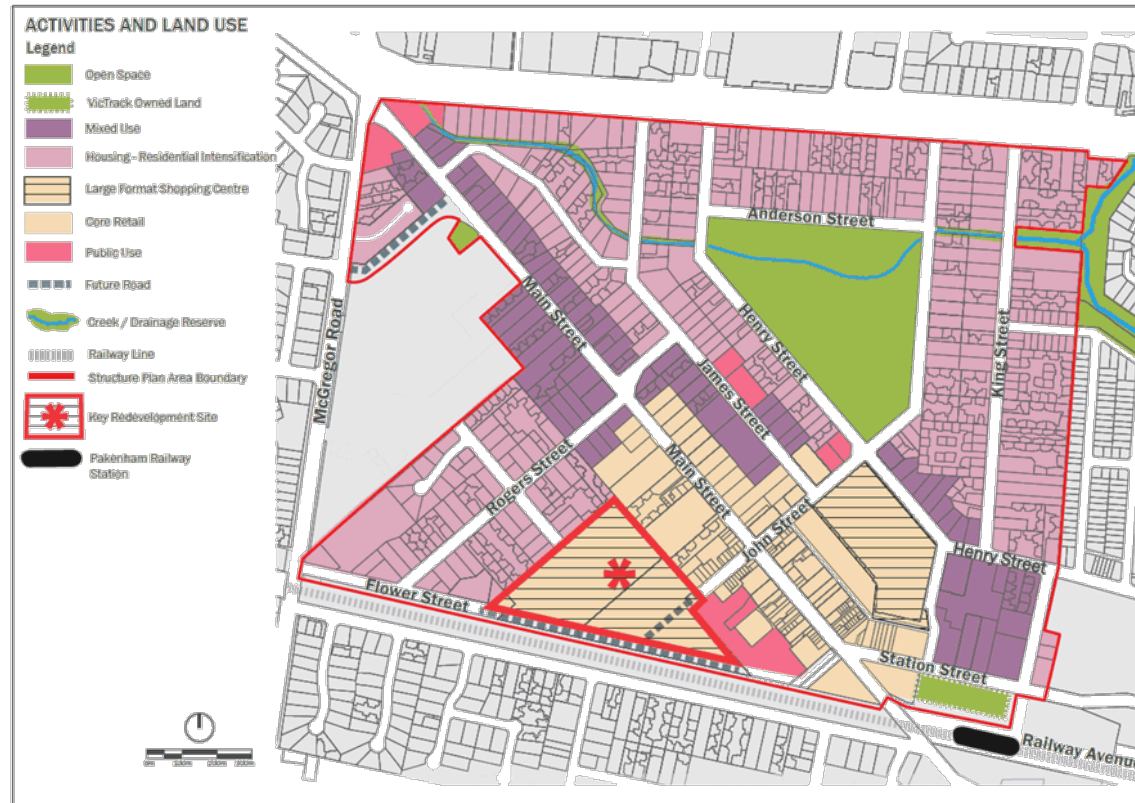 ACTIVITIES AND LAND USE
Legend
Open Space
VicTrack Owned Land
Mixed Use
Housing - Residential Intensification
Large Format Shopping Centre
Core Retail
Public Use
Future Road
Creek / Drainage Reserve
Railway Line
Structure Plan Area Boundary
Key Redevelopment Site
Pakenham Railway
Station
Anderson Street
McGregor Road
Main Street
Henry Street
King Street
James Street
Rogers Street
Main Street
John Street
Henry Street
Flower Street
Station Street
Railway Avenue